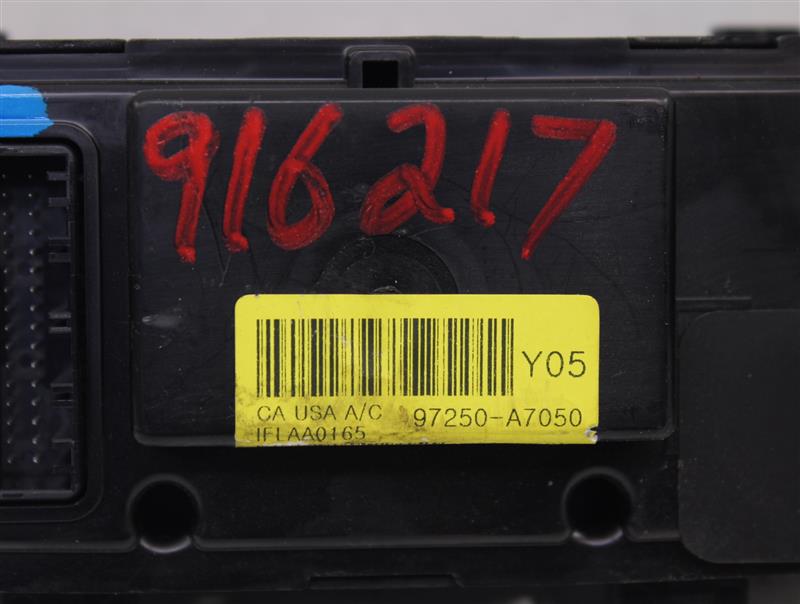 916217
Y05
CA USA A/C 97250-A7050
IFLAA0165